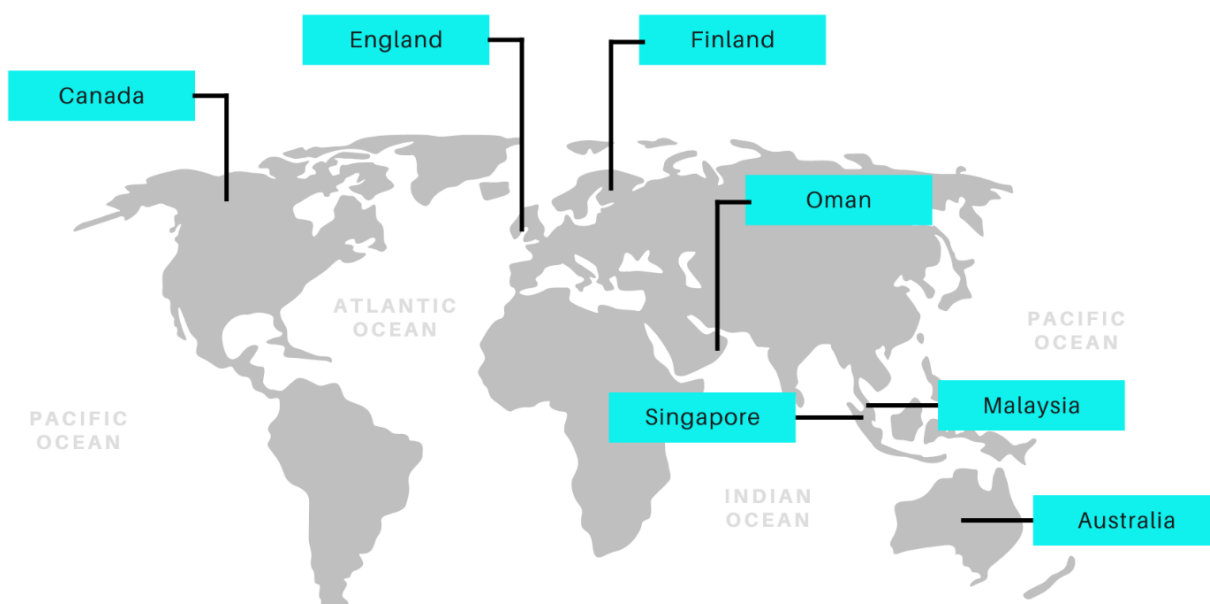 England
Finland
Canada
Oman
ATLANTIC
OCEAN
PACIFIC
OCEAN
Malaysia
Singapore
PACIFIC
OCEAN
INDIAN
OCEAN
Australia